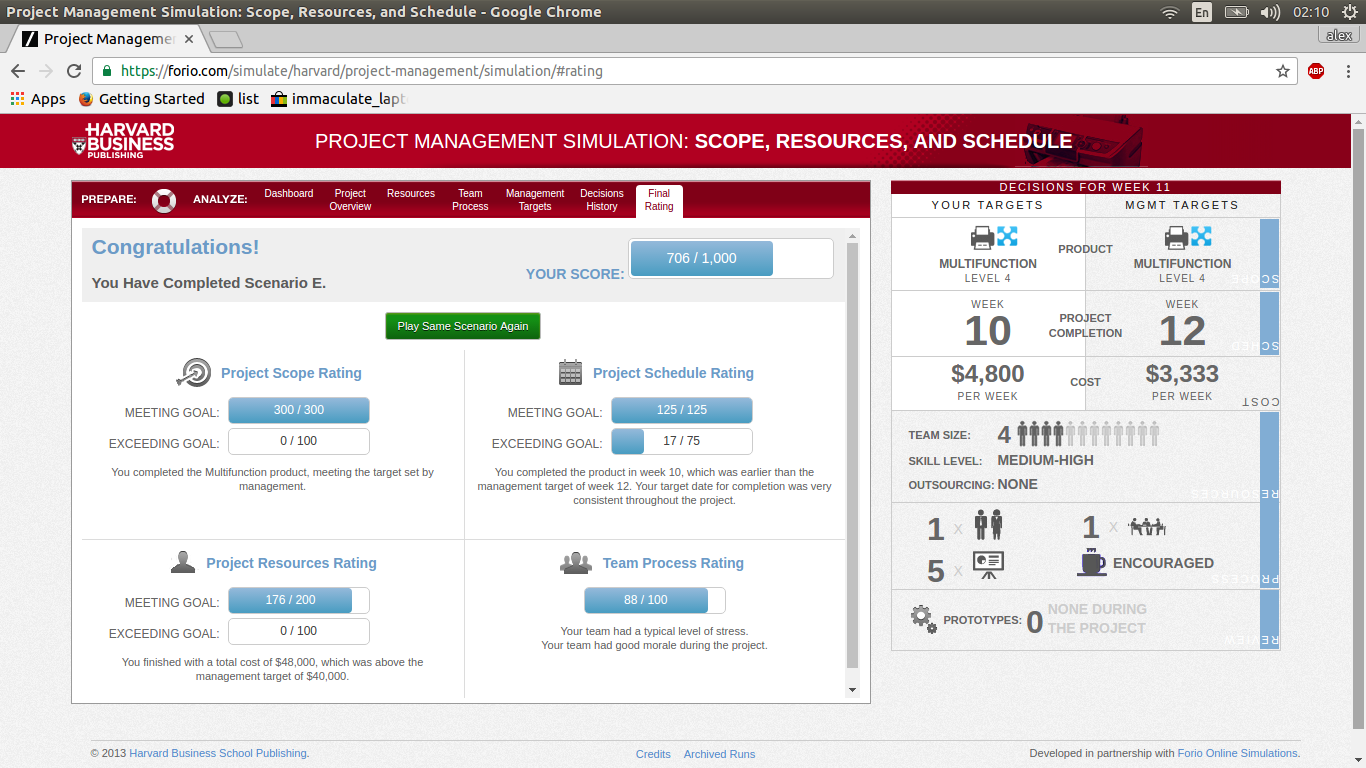 Project Management Simulation: Scope, Resources, and Schedule - Google Chrome
En
02:10
Project Manageme
alex
https://forio.com/simulate/harvard/project-management/simulation/#rating
ABP
Apps
Getting Started
list
immaculate_lapt
HARVARD
BUSINESS
PUBLISHING
PROJECT MANAGEMENT SIMULATION: SCOPE, RESOURCES, AND SCHEDULE
PREPARE:
ANALYZE:
Dashboard
Project
Overview
Resources
Team
Process
Management
Targets
Decisions
History
Final
Rating
Congratulations!
You Have Completed Scenario E.
YOUR SCORE:
706 / 1,000
Play Same Scenario Again
Project Scope Rating
MEETING GOAL:
300 / 300
EXCEEDING GOAL:
0 / 100
You completed the Multifunction product, meeting the target set by
management.
Project Schedule Rating
MEETING GOAL:
125 / 125
EXCEEDING GOAL:
17 / 75
You completed the product in week 10, which was earlier than the
management target of week 12. Your target date for completion was very
consistent throughout the project.
Project Resources Rating
MEETING GOAL:
176 / 200
EXCEEDING GOAL:
0 / 100
You finished with a total cost of $48,000, which was above the
management target of $40,000.
Team Process Rating
88 / 100
Your team had a typical level of stress.
Your team had good morale during the project.
DECISIONS FOR WEEK 11
YOUR TARGETS
MGMT TARGETS
MULTIFUNCTION
LEVEL 4
PRODUCT
MULTIFUNCTION
LEVEL 4
SCOPE
WEEK
10
PROJECT
COMPLETION
WEEK
12
SCHED
$4,800
PER WEEK
COST
$3,333
PER WEEK
COST
TEAM SIZE:
4
SKILL LEVEL:
MEDIUM-HIGH
OUTSOURCING:
NONE
RESOURCES
1 x
1 x
5 x
ENCOURAGED
PROCESS
PROTOTYPES:
0
NONE DURING
THE PROJECT
REVIEW
© 2013 Harvard Business School Publishing.
Credits
Archived Runs
Developed in partnership with Forio Online Simulations.